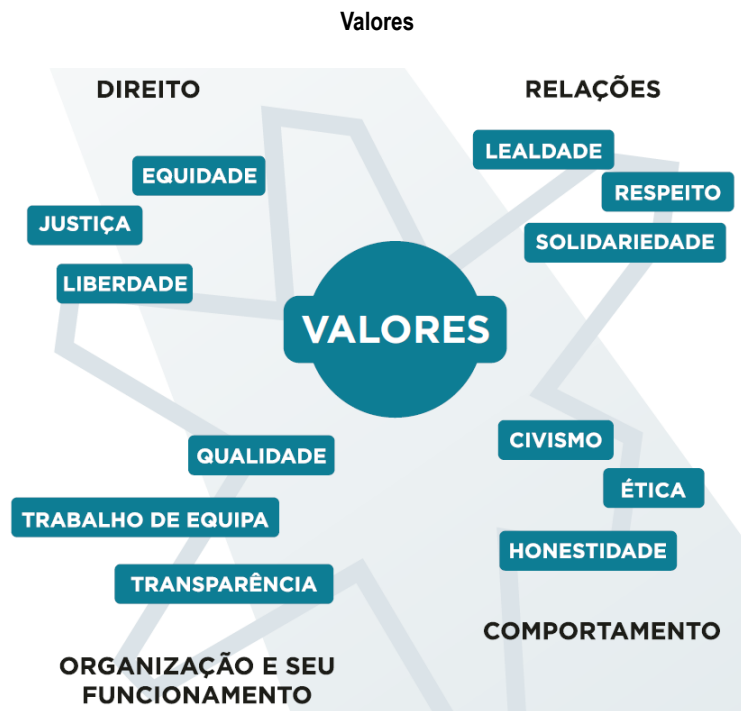 Valores
DIREITO
EQUIDADE
JUSTIÇA
LIBERDADE
RELAÇÕES
LEALDADE
RESPEITO
SOLIDARIEDADE
VALORES
QUALIDADE
TRABALHO DE EQUIPA
TRANSPARÊNCIA
ORGANIZAÇÃO E SEU
FUNCIONAMENTO
CIVISMO
ÉTICA
HONESTIDADE
COMPORTAMENTO